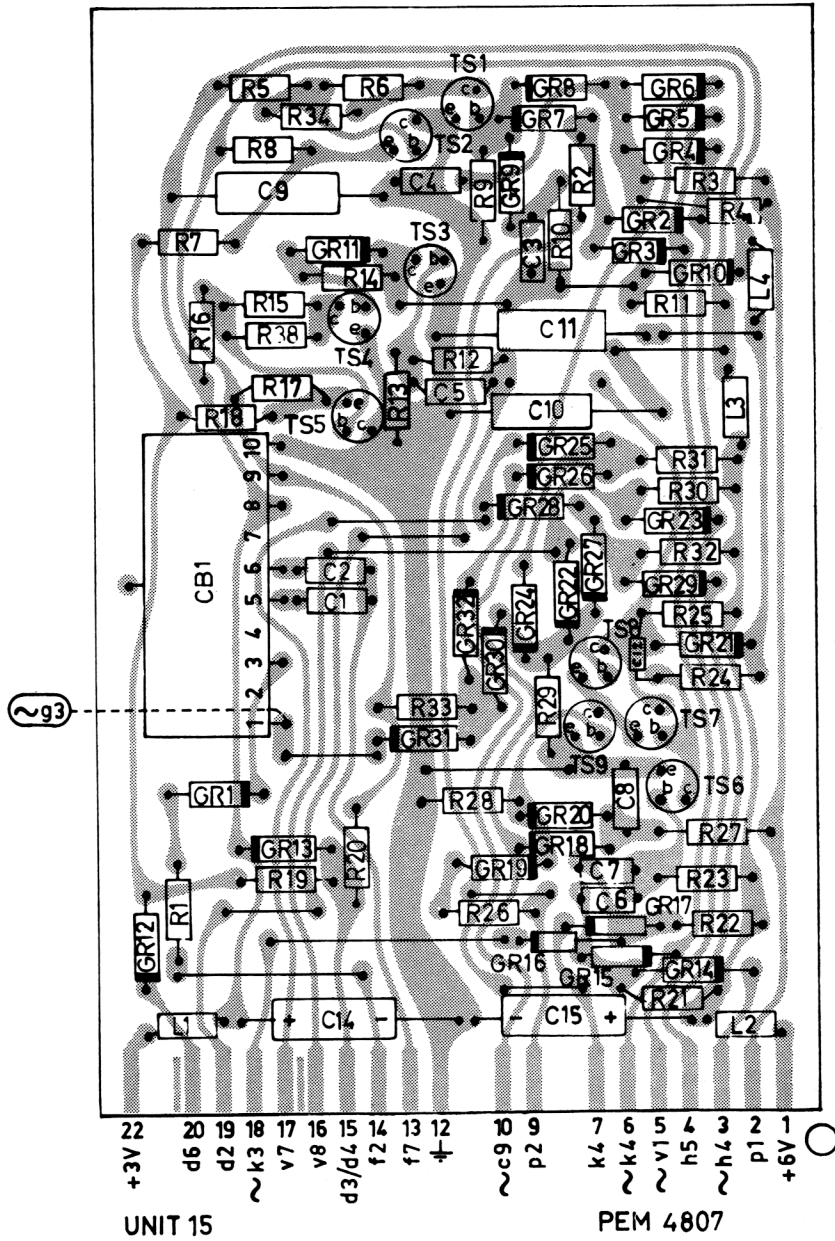 TS1
R5 R6 GR8 GR6
R34 GR7 GR5
R8 TS2 GR4
C9 C4 R9 GR9 R2 R3
GR2 R4
R7 GR11 TS3 C3 R10 GR3
R14 GR10 L4
R16 R15 R11
R38 TS4 C11
R12
R17 R13 C5 L3
R18 TS5 C10
10 GR25 R31
9 GR26 R30
8 GR28 GR23
7 GR27 R32
CB1 6 C2 GR22 GR29
5 C1 GR32 GR24 R25
4 GR30 TS8 GR21
3 R24
2 R29
~g3 1 R33 TS7
GR31 TS9
GR1 R28 C8 TS6
GR20 R27
GR13 R20 GR18
R19 GR19 C7 R23
R1 R26 C6 GR17 R22
GR12 GR16 GR15 GR14
R21
L1 + C14 - - C15 + L2
22 20 19 18 17 16 15 14 13 12 10 9 7 6 5 4 3 2 1
+3V d6 d2 ~k3 v7 v8 d3/d4 f2 f7 ~c9 p2 k4 ~k4 ~v1 h5 ~h4 p1 +6V
UNIT 15 PEM 4807